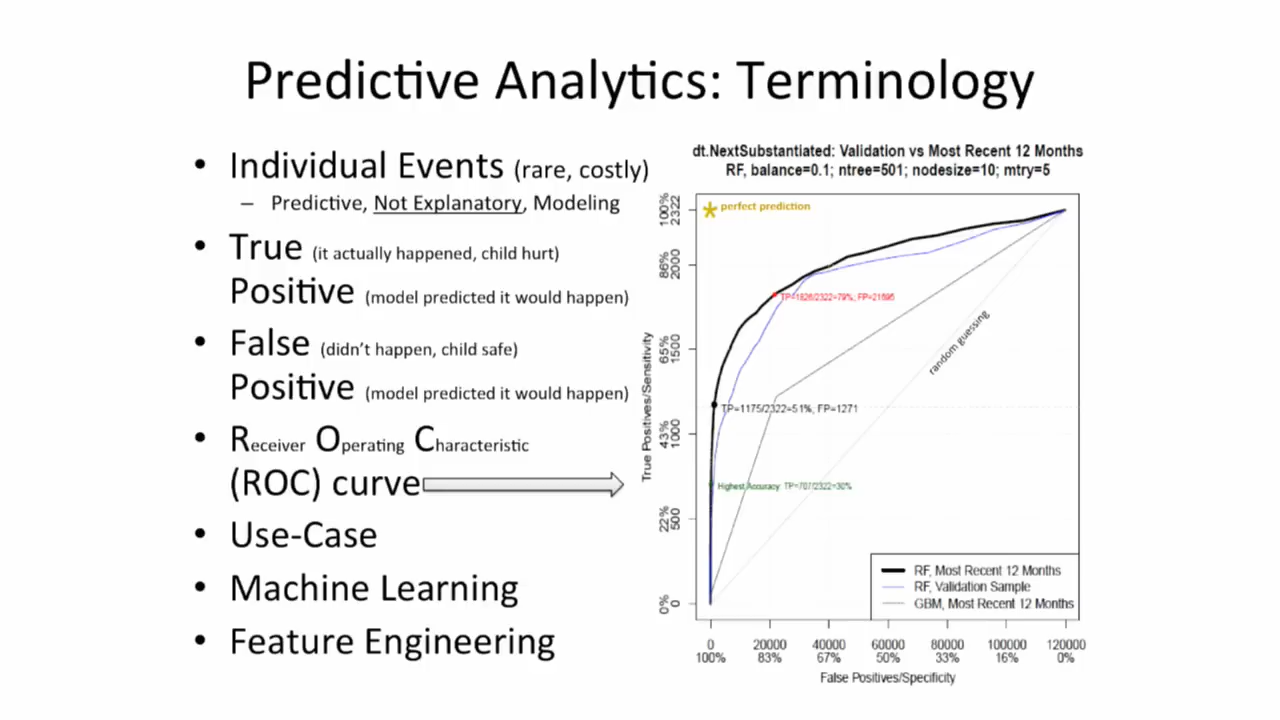 Predictive Analytics: Terminology
• Individual Events (rare, costly)
– Predictive, Not Explanatory, Modeling
• True (it actually happened, child hurt)
Positive (model predicted it would happen)
• False (didn't happen, child safe)
Positive (model predicted it would happen)
• Receiver Operating Characteristic
(ROC) curve
• Use-Case
• Machine Learning
• Feature Engineering
dt.NextSubstantiated: Validation vs Most Recent 12 Months
RF, balance=0.1; ntree=501; nodesize=10; mtry=5
perfect prediction
TP=1826/2322=79%, FP=21695
random guessing
TP=1175/2322=51%, FP=1271
Highest Accuracy TP=707/2322=30%
RF, Most Recent 12 Months
RF, Validation Sample
GBM, Most Recent 12 Months
True Positives/Sensitivity
0% 22% 43% 65% 86% 100%
0 500 1000 1500 2000 2322
0 20000 40000 60000 80000 100000 120000
100% 83% 67% 50% 33% 16% 0%
False Positives/Specificity